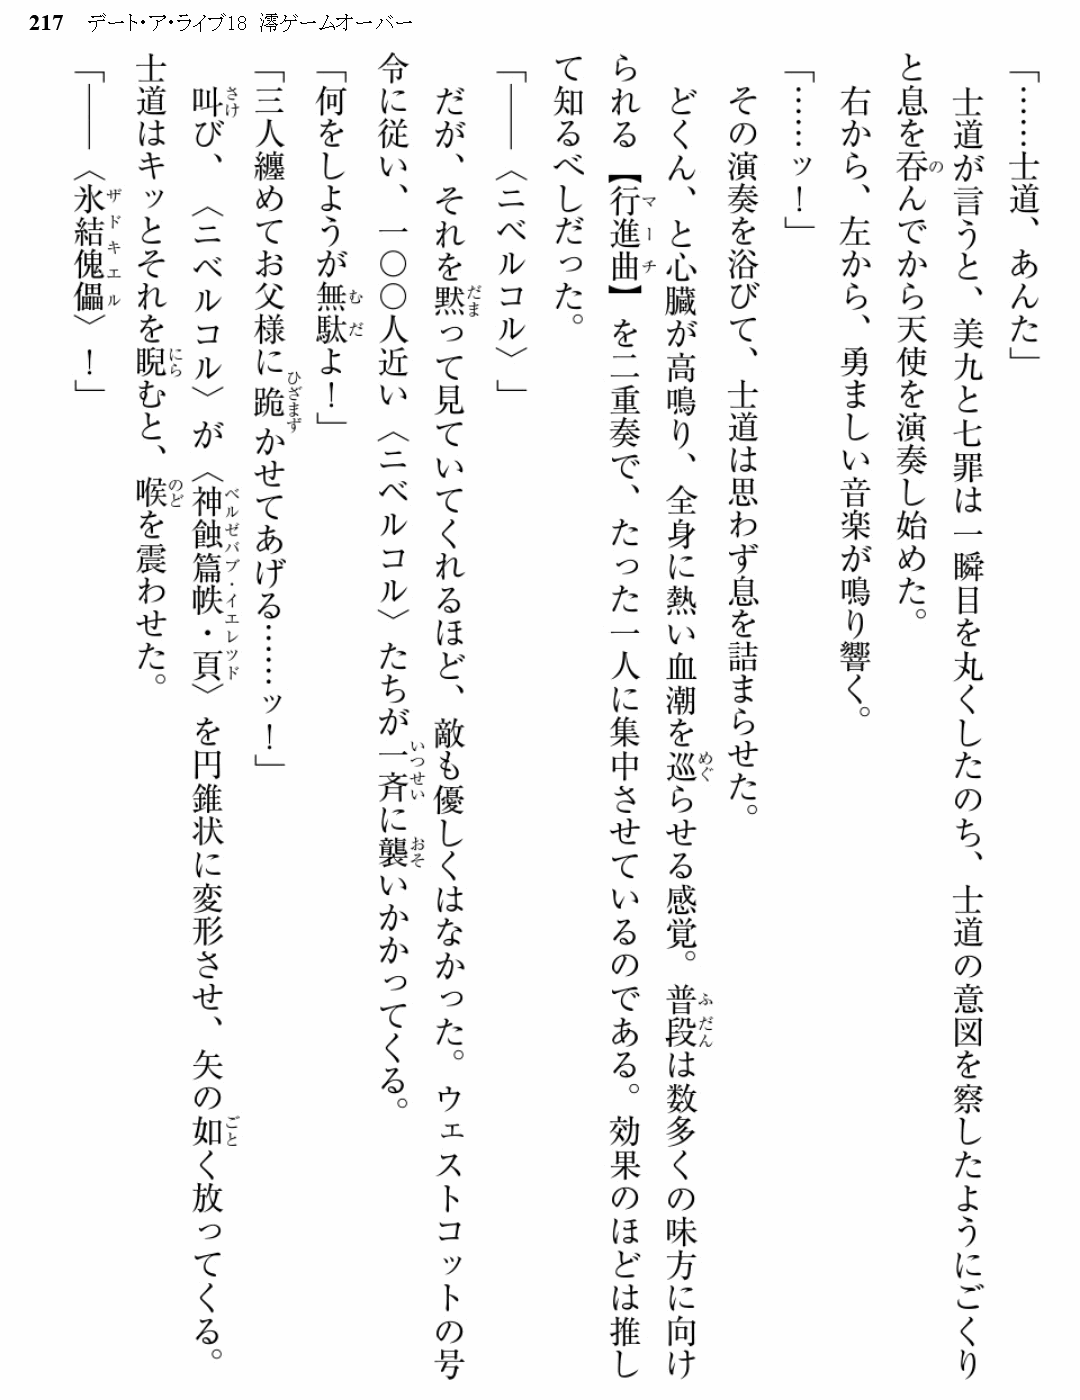 217 デート・ア・ライブ18 澪ゲームオーバー
「……士道、あんた」
士道が言うと、美九と七罪は一瞬目を丸くしたのち、士道の意図を察したようにごくり
と息を呑んでから天使を演奏し始めた。
右から、左から、勇ましい音楽が鳴り響く。
「……ッ!」
その演奏を浴びて、士道は思わず息を詰まらせた。
どくん、と心臓が高鳴り、全身に熱い血潮を巡らせる感覚。普段は数多くの味方に向け
られる【行進曲】を二重奏で、たった一人に集中させているのである。効果のほどは推し
て知るべしだった。
「――〈ニベルコル〉」
だが、それを黙って見ていてくれるほど、敵も優しくはなかった。ウェストコットの号
令に従い、一〇〇人近い〈ニベルコル〉たちが一斉に襲いかかってくる。
「何をしようが無駄よ!」
「三人纏めてお父様に跪かせてあげる……ッ!」
叫び、〈ニベルコル〉が〈神蝕篇帙・頁〉を円錐状に変形させ、矢の如く放ってくる。
士道はキッとそれを睨むと、喉を震わせた。
「――〈氷結傀儡〉!」